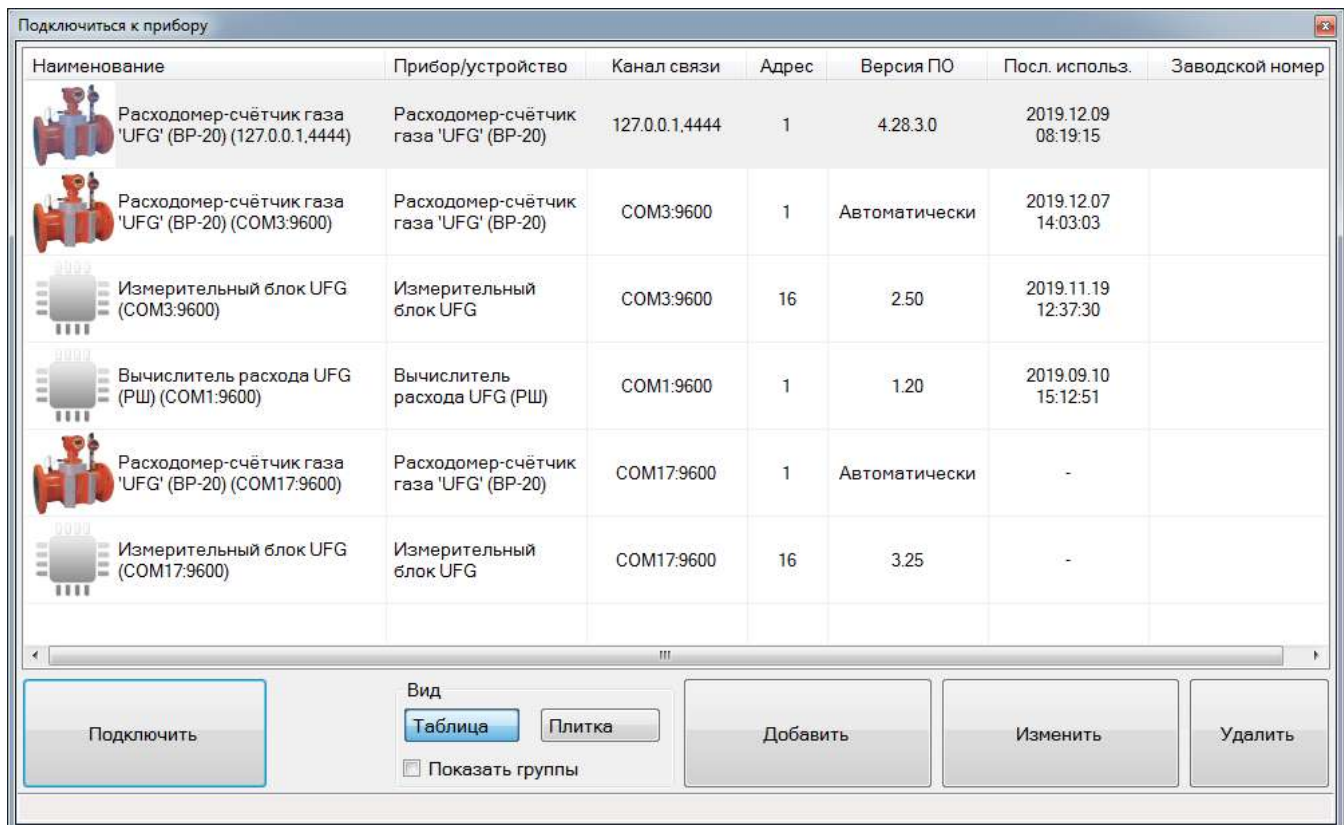 Подключиться к прибору
Наименование Прибор/устройство Канал связи Адрес Версия ПО Посл. использ. Заводской номер
Расходомер-счётчик газа Расходомер-счётчик 127.0.0.1,4444 1 4.28.3.0 2019.12.09
'UFG' (ВР-20) (127.0.0.1,4444) газа 'UFG' (ВР-20) 08:19:15
Расходомер-счётчик газа Расходомер-счётчик COM3:9600 1 Автоматически 2019.12.07
'UFG' (ВР-20) (COM3:9600) газа 'UFG' (ВР-20) 14:03:03
Измерительный блок UFG Измерительный COM3:9600 16 2.50 2019.11.19
(COM3:9600) блок UFG 12:37:30
Вычислитель расхода UFG Вычислитель COM1:9600 1 1.20 2019.09.10
(РШ) (COM1:9600) расхода UFG (РШ) 15:12:51
Расходомер-счётчик газа Расходомер-счётчик COM17:9600 1 Автоматически -
'UFG' (ВР-20) (COM17:9600) газа 'UFG' (ВР-20)
Измерительный блок UFG Измерительный COM17:9600 16 3.25 -
(COM17:9600) блок UFG
Вид
Подключить Таблица Плитка Добавить Изменить Удалить
Показать группы